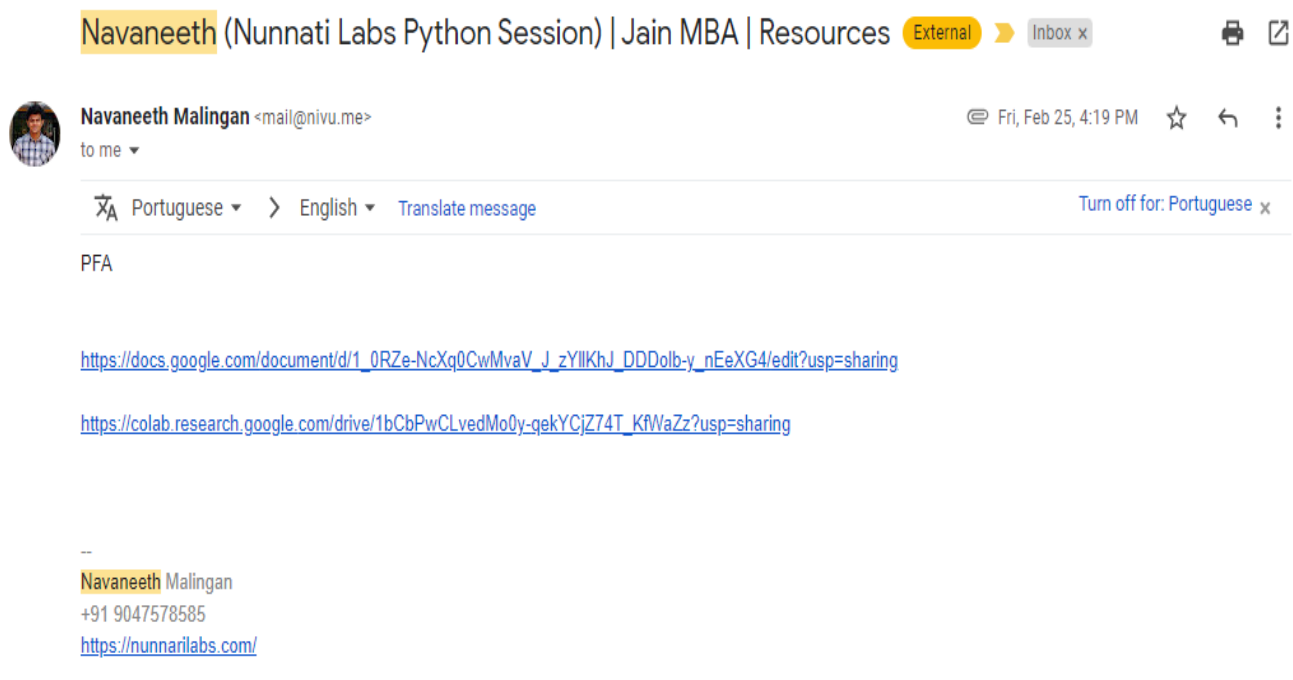 Navaneeth (Nunnati Labs Python Session) | Jain MBA | Resources External Inbox x
Navaneeth Malingan <mail@nivu.me> Fri, Feb 25, 4:19 PM
to me
Portuguese > English Translate message Turn off for: Portuguese x
PFA
https://docs.google.com/document/d/1_0RZe-NcXq0CwMvaV_J_zYIlKhJ_DDDolb-y_nEeXG4/edit?usp=sharing
https://colab.research.google.com/drive/1bCbPwCLvedMo0y-qekYCjZ74T_KfWaZz?usp=sharing
--
Navaneeth Malingan
+91 9047578585
https://nunnarilabs.com/